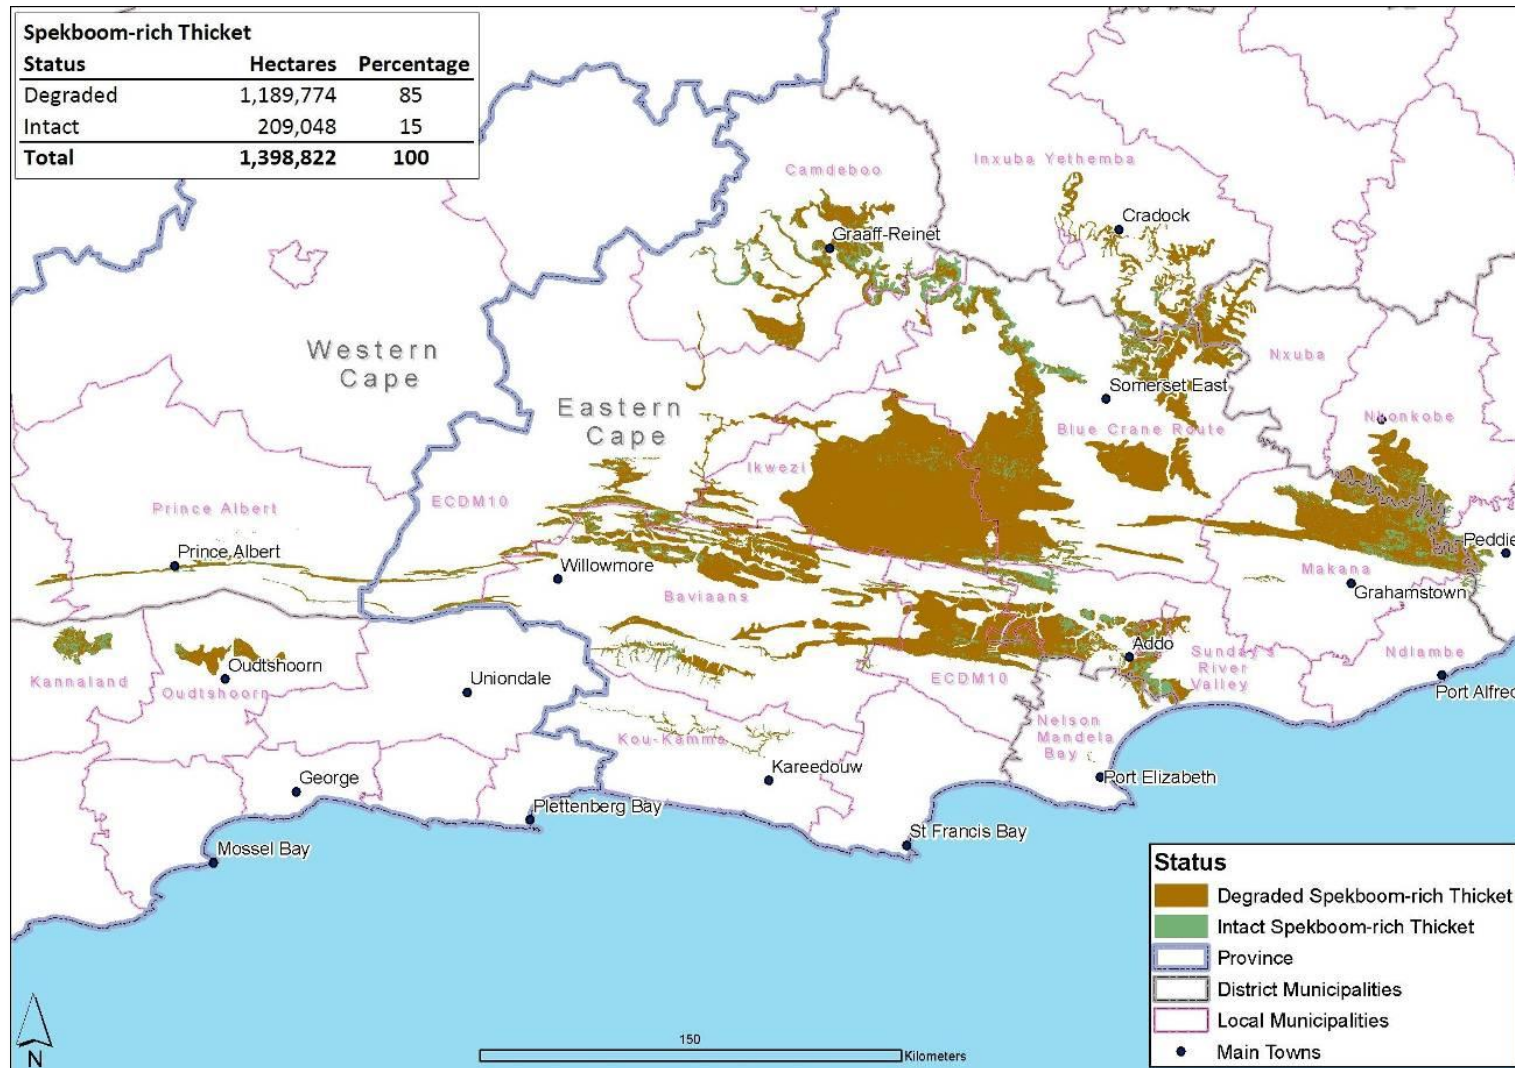 Spekboom-rich Thicket
Status Hectares Percentage
Degraded 1,189,774 85
Intact 209,048 15
Total 1,398,822 100
Camdeboo
Inxuba Yethemba
Cradock
Graaff-Reinet
Western
Cape
Nxuba
Somerset East
Eastern
Cape
Blue Crane Route
Nkonkobe
Ikwezi
ECDM10
Prince Albert
Prince Albert
Willowmore
Baviaans
Peddie
Makana
Grahamstown
Addo
Sunday's
River
Valley
Ndlambe
Port Alfred
Kannaland
Oudtshoorn
Oudtshoorn
Uniondale
ECDM10
Nelson
Mandela
Bay
Kou-Kamma
Kareedouw
Port Elizabeth
George
Plettenberg Bay
St Francis Bay
Mossel Bay
Status
Degraded Spekboom-rich Thicket
Intact Spekboom-rich Thicket
Province
District Municipalities
Local Municipalities
Main Towns
N
150
Kilometers